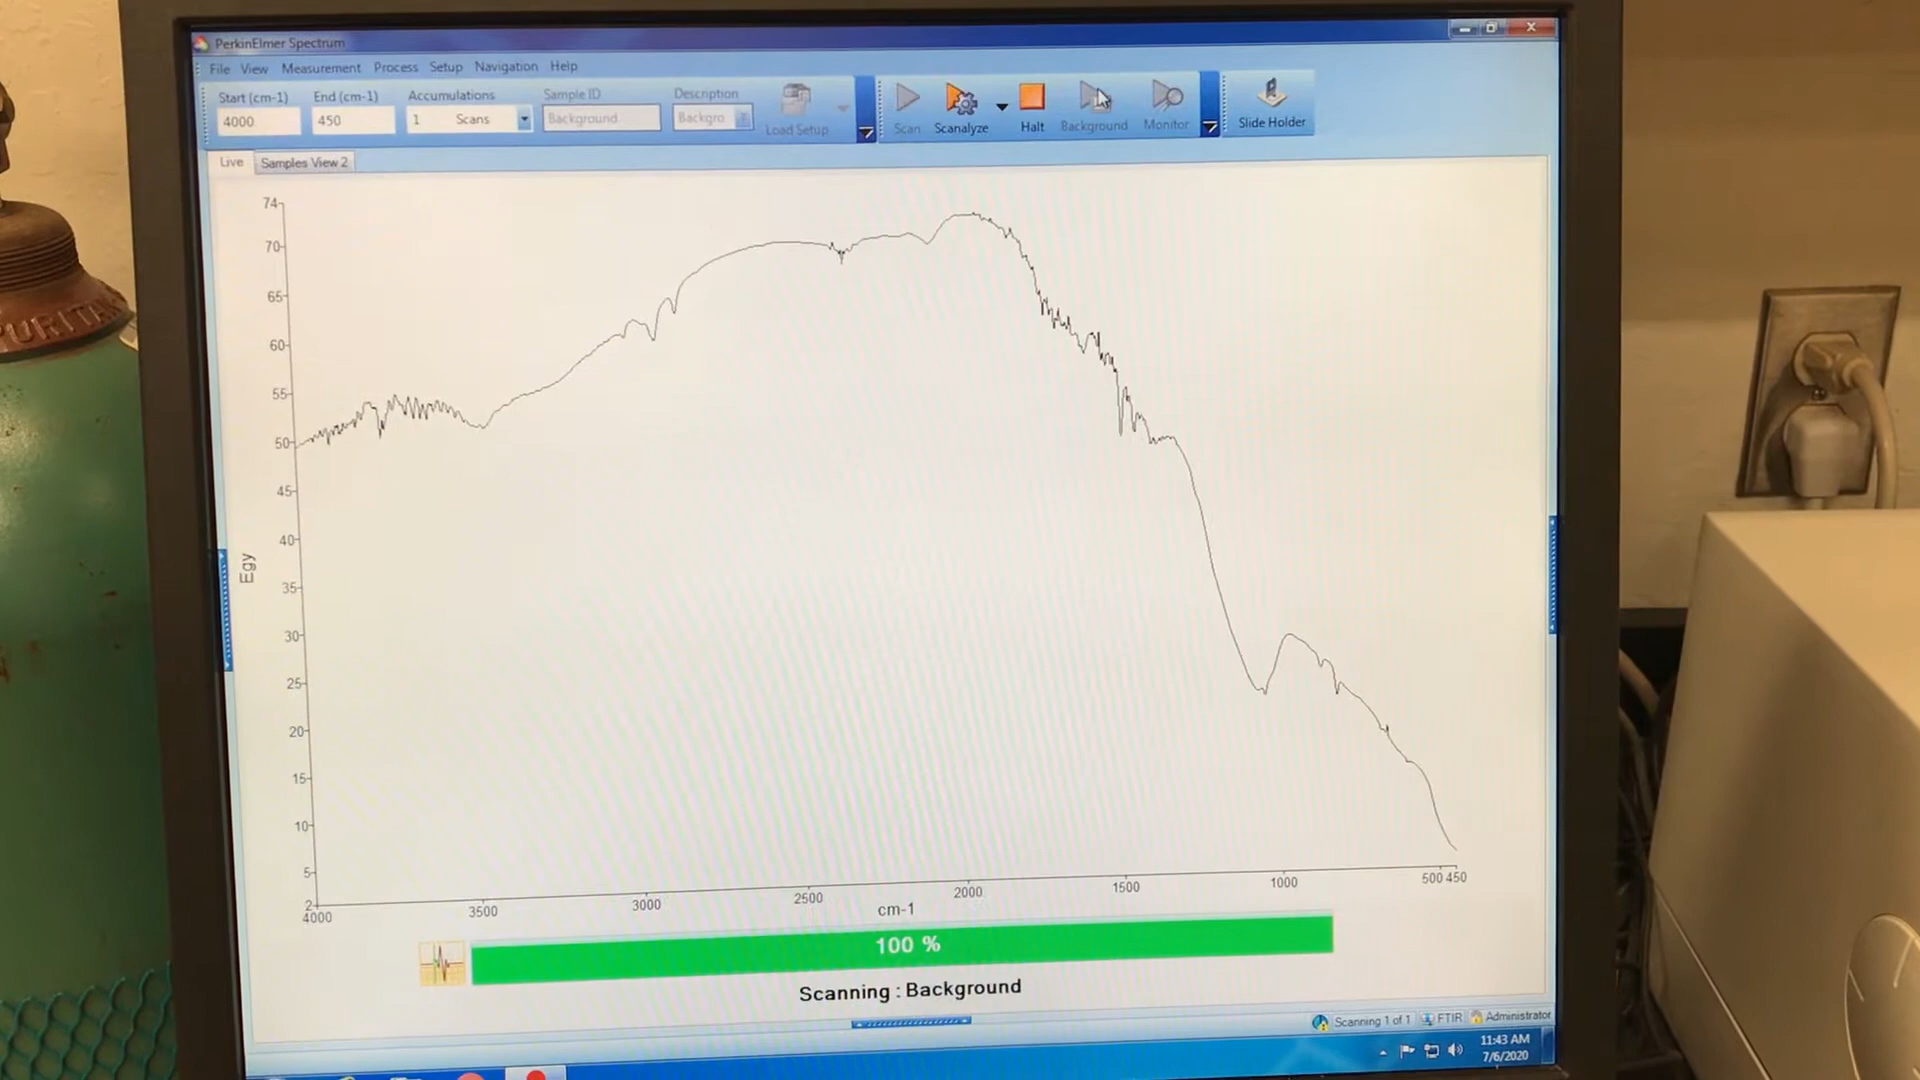 PerkinElmer Spectrum
File View Measurement Process Setup Navigation Help
Start (cm-1) End (cm-1) Accumulations Sample ID Description
4000 450 1 Scans Background Backgro
Load Setup Scan Scanalyze Halt Background Monitor Slide Holder
Live Samples View 2
74
70
65
60
55
50
45
40
35
30
25
20
15
10
5
2
Egy
4000 3500 3000 2500 2000 1500 1000 500 450
cm-1
100 %
Scanning : Background
Scanning 1 of 1 FTIR Administrator
11:43 AM
7/6/2020
PURITAN